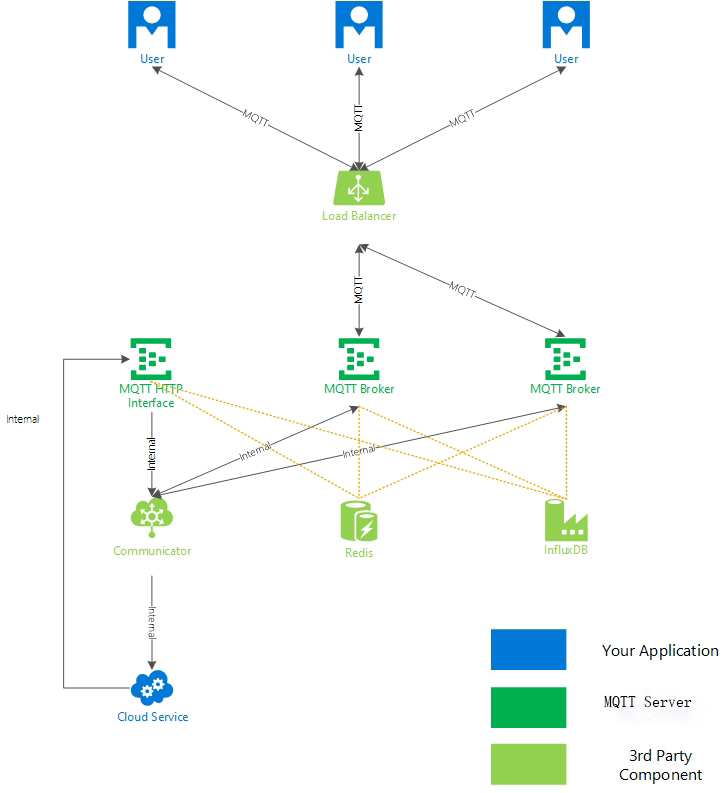 User
User
User
MQTT
MQTT
MQTT
Load Balancer
MQTT
MQTT
MQTT HTTP
Interface
MQTT Broker
MQTT Broker
Internal
Internal
Internal
Internal
Communicator
Redis
InfluxDB
Internal
Cloud Service
Your Application
MQTT Server
3rd Party
Component